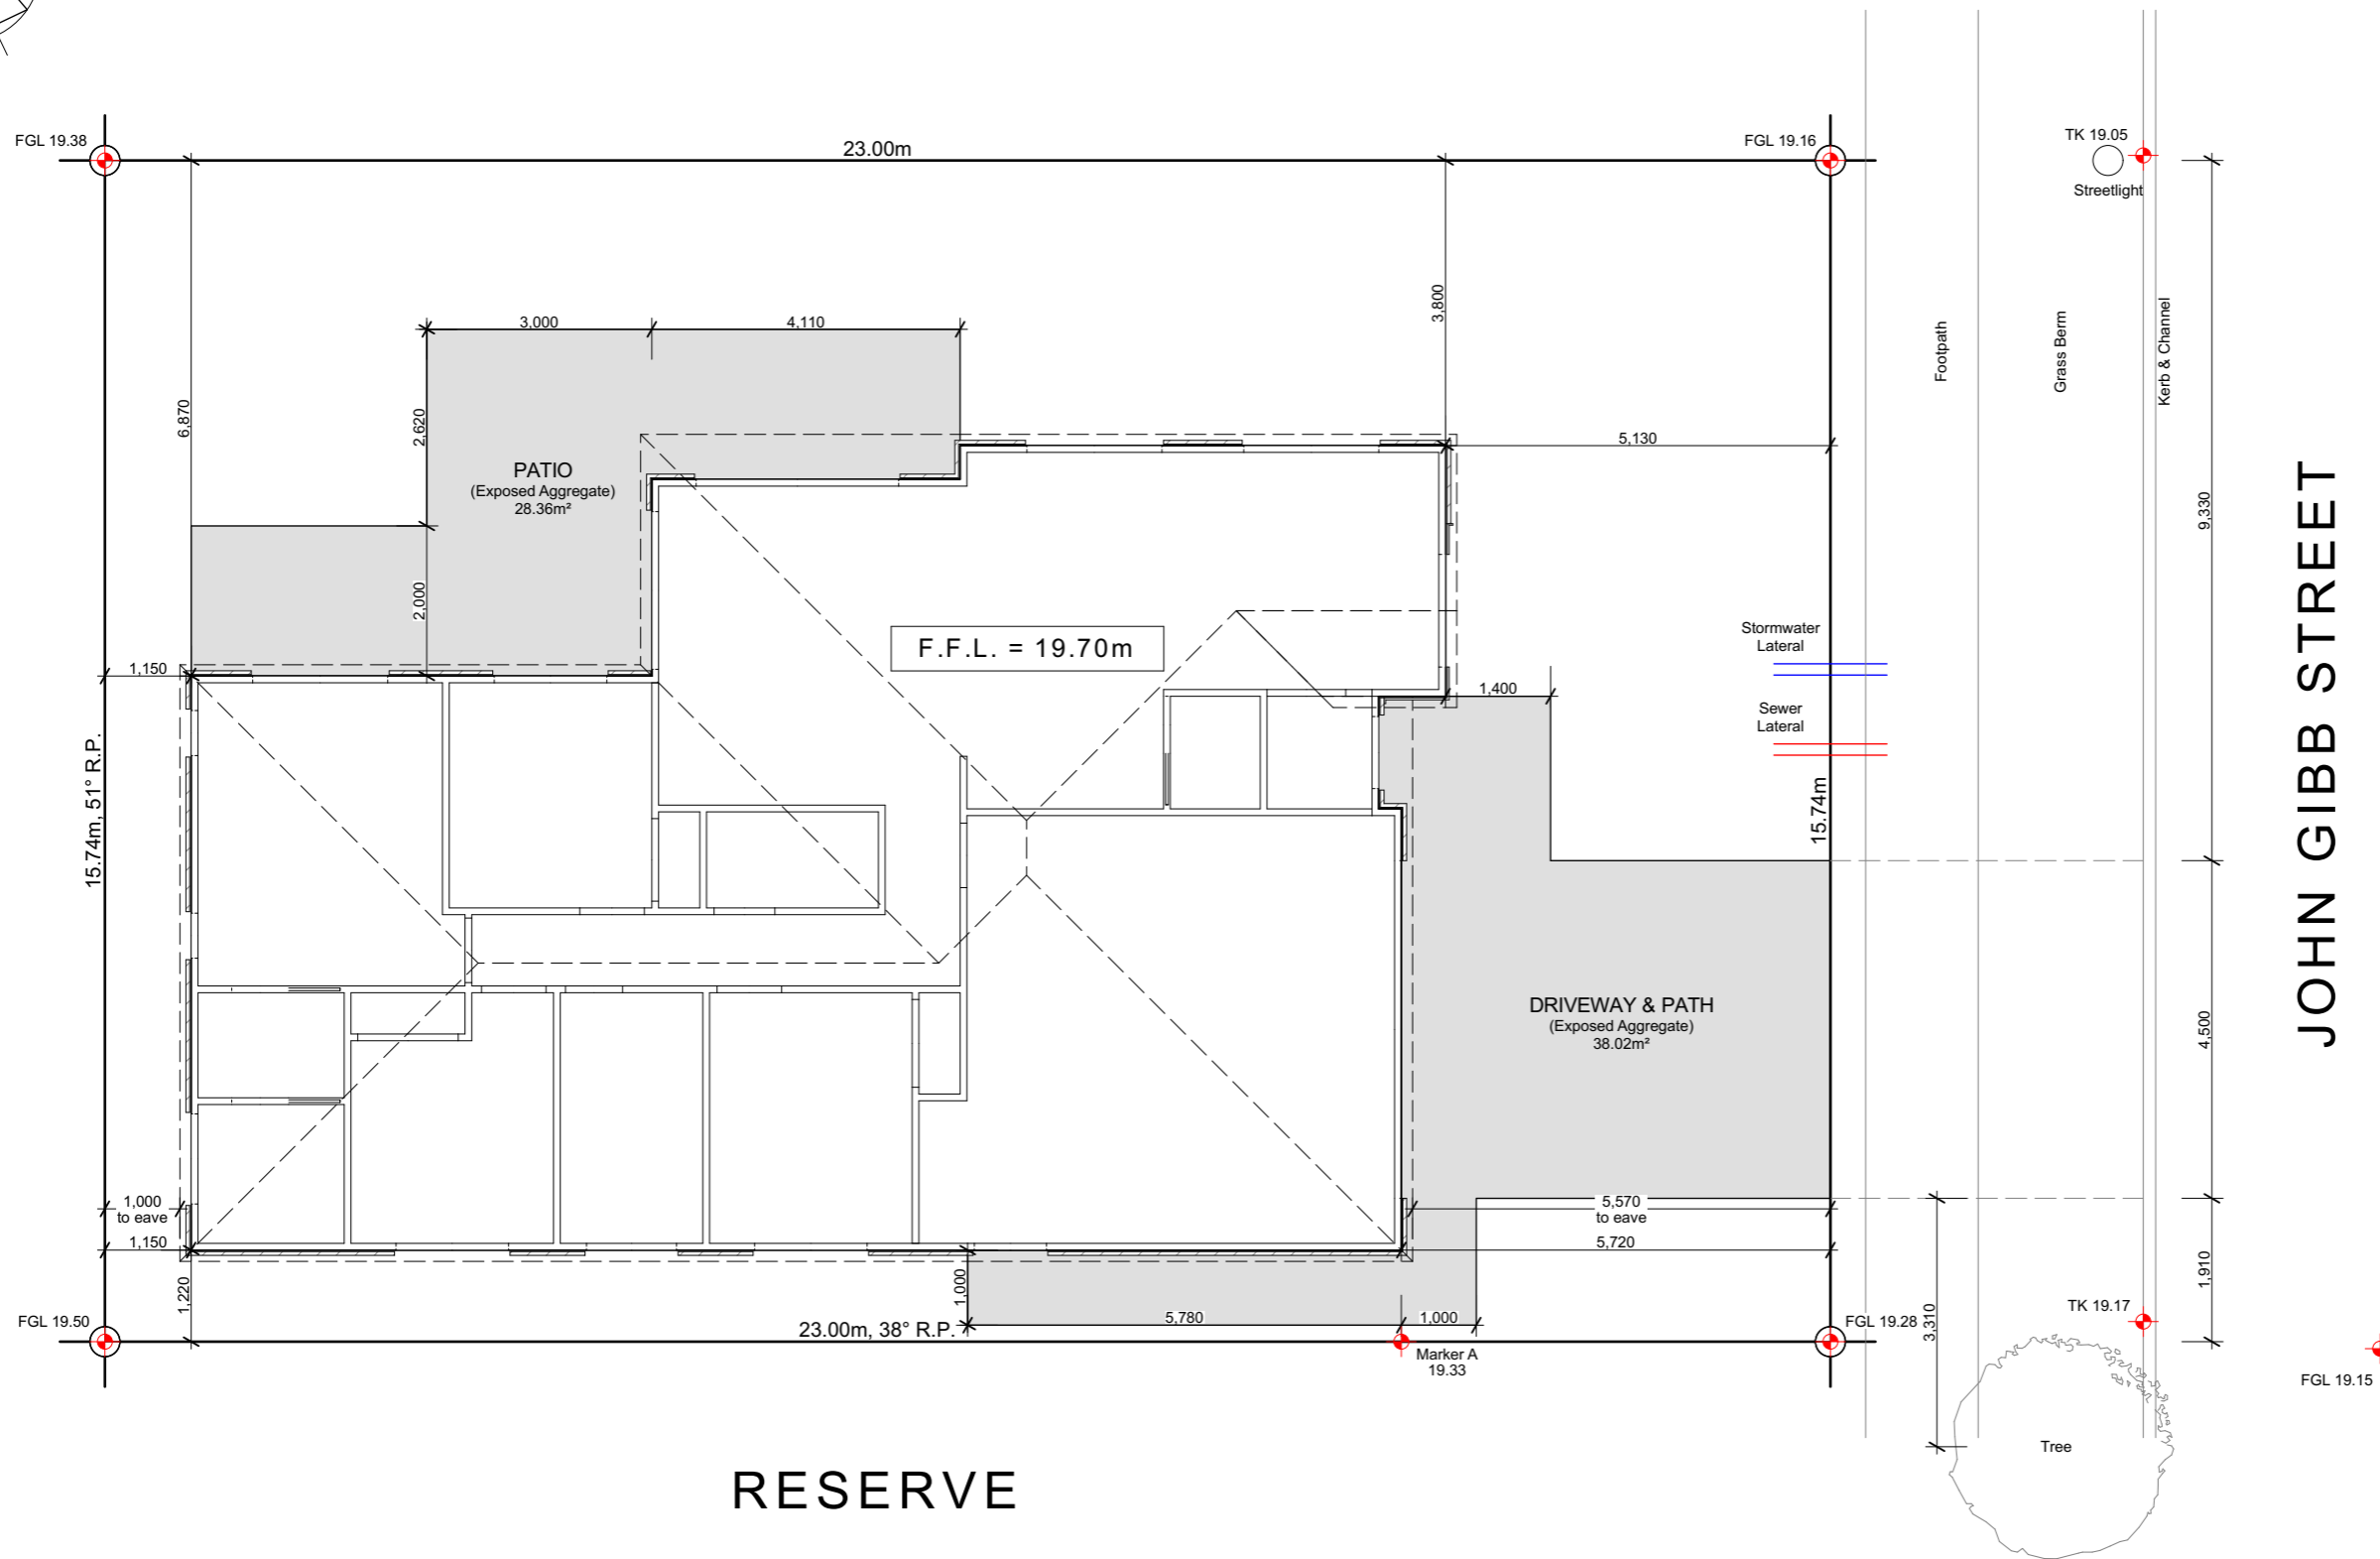 FGL 19.38
23.00m
FGL 19.16
TK 19.05
Streetlight
3,000
4,110
3,800
6,870
2,620
Footpath
Grass Berm
Kerb & Channel
5,130
PATIO
(Exposed Aggregate)
28.36m²
9,330
2,000
F.F.L. = 19.70m
Stormwater
Lateral
1,150
1,400
Sewer
Lateral
15.74m, 51° R.P.
15.74m
JOHN GIBB STREET
DRIVEWAY & PATH
(Exposed Aggregate)
38.02m²
4,500
1,000
to eave
5,570
to eave
1,150
5,720
1,220
1,000
1,910
3,310
TK 19.17
FGL 19.50
23.00m, 38° R.P.
5,780
1,000
FGL 19.28
Marker A
19.33
FGL 19.15
Tree
RESERVE